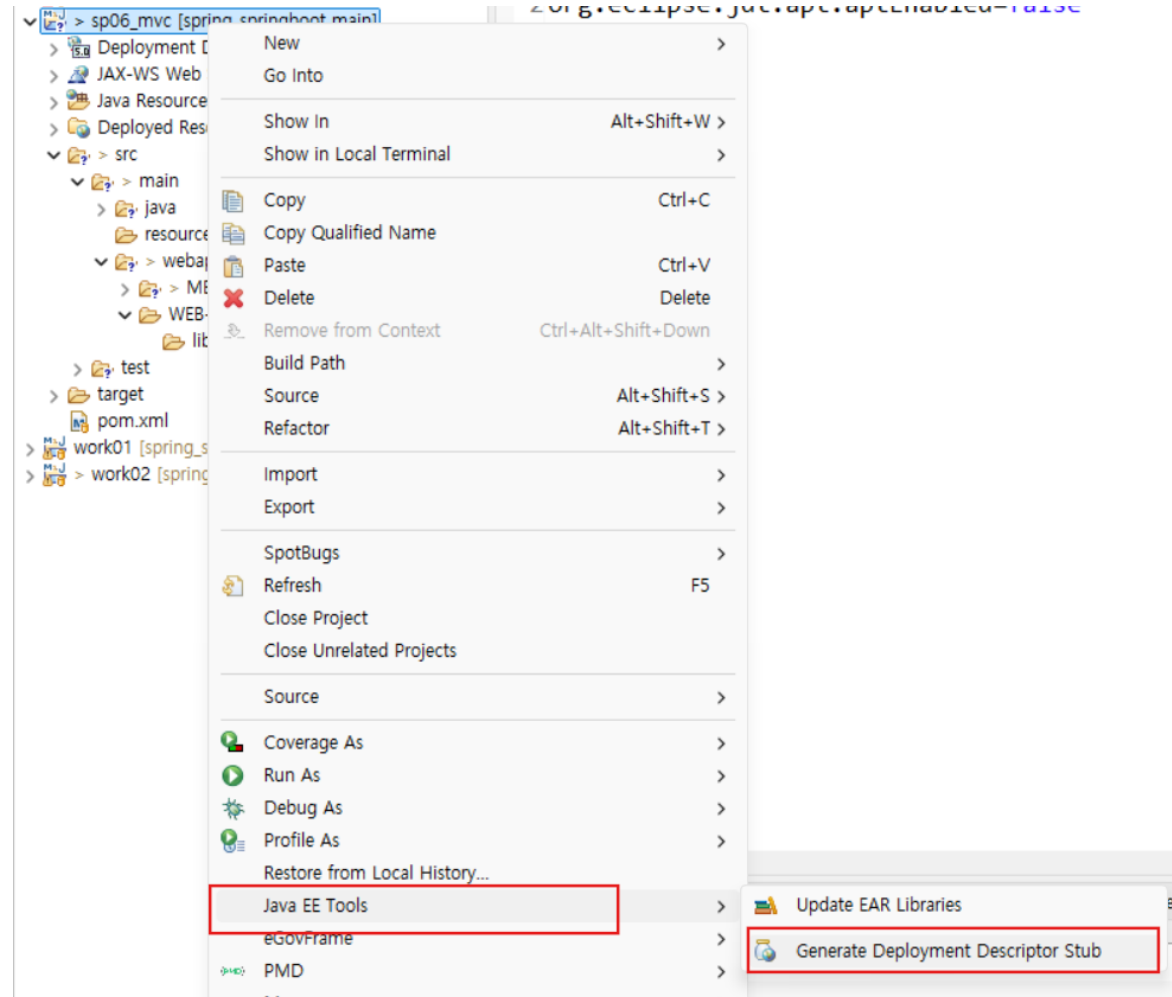 > sp06_mvc [spring_springboot main]
2org.eclipse.jdt.apt.aptEnabled=false
Deployment D
JAX-WS Web
Java Resource
Deployed Res
> src
> main
java
resource
> webap
WEB-
lib
> test
target
pom.xml
work01 [spring_s
> work02 [spring
New
Go Into
Show In Alt+Shift+W
Show in Local Terminal
Copy Ctrl+C
Copy Qualified Name
Paste Ctrl+V
Delete Delete
Remove from Context Ctrl+Alt+Shift+Down
Build Path
Source Alt+Shift+S
Refactor Alt+Shift+T
Import
Export
SpotBugs
Refresh F5
Close Project
Close Unrelated Projects
Source
Coverage As
Run As
Debug As
Profile As
Restore from Local History...
Java EE Tools
Update EAR Libraries
eGovFrame
Generate Deployment Descriptor Stub
PMD